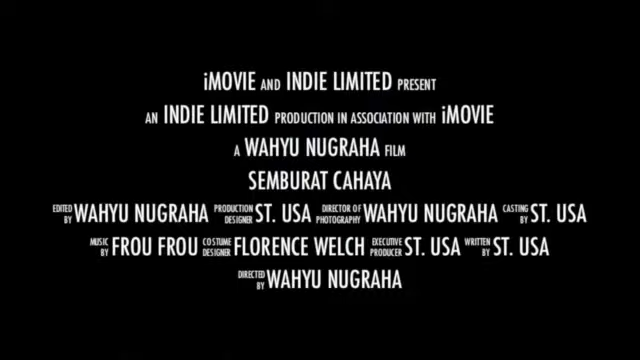 iMOVIE AND INDIE LIMITED PRESENT
AN INDIE LIMITED PRODUCTION IN ASSOCIATION WITH iMOVIE
A WAHYU NUGRAHA FILM
SEMBURAT CAHAYA
EDITED BY WAHYU NUGRAHA PRODUCTION DESIGNER ST. USA DIRECTOR OF PHOTOGRAPHY WAHYU NUGRAHA CASTING BY ST. USA
MUSIC BY FROU FROU COSTUME DESIGNER FLORENCE WELCH EXECUTIVE PRODUCER ST. USA WRITTEN BY ST. USA
DIRECTED BY WAHYU NUGRAHA